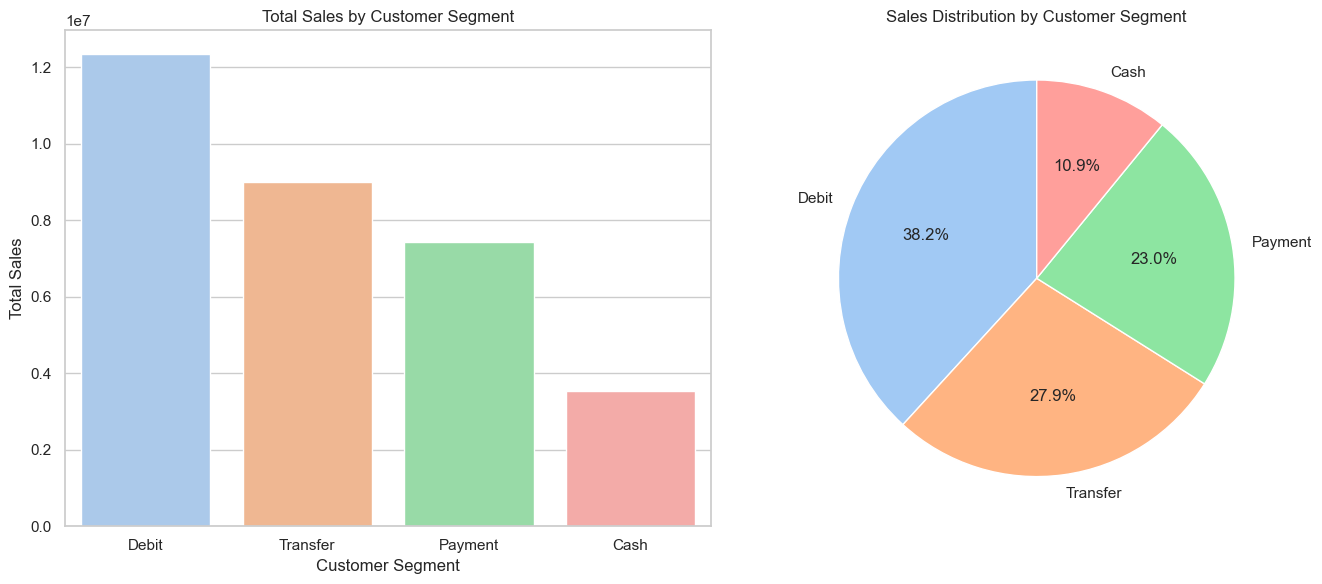 Total Sales by Customer Segment
1e7
1.2
1.0
0.8
0.6
0.4
0.2
0.0
Total Sales
Debit
Transfer
Payment
Cash
Customer Segment
Sales Distribution by Customer Segment
Cash
10.9%
Debit
38.2%
Payment
23.0%
27.9%
Transfer